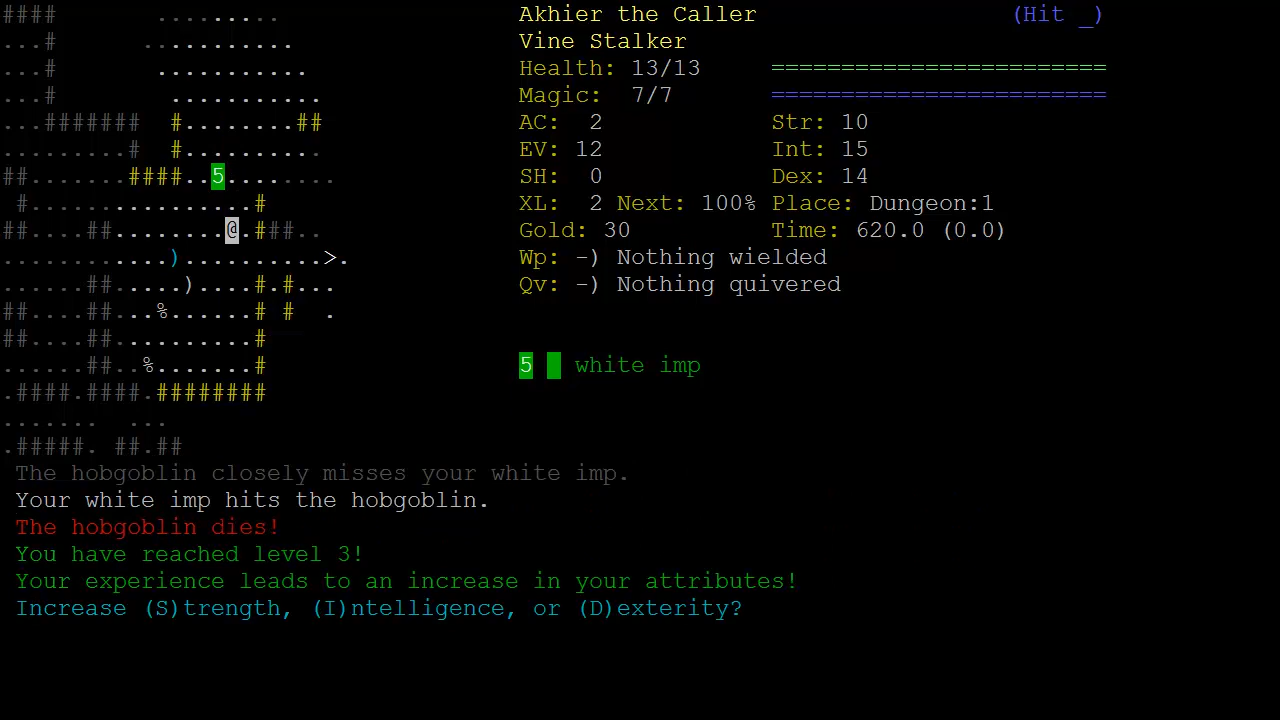 ####       ........          Akhier the Caller                  (Hit _)
...#      ...........        Vine Stalker
...#       ...........       Health: 13/13     ========================
...#        ...........      Magic:  7/7      ========================
...#######  #........##      AC:  2            Str: 10
.........#  #..........      EV: 12            Int: 15
##.......####..5........     SH:  0            Dex: 14
 #................#          XL:  2 Next: 100% Place: Dungeon:1
##....##........@.###..      Gold: 30          Time: 620.0 (0.0)
............)..........>.    Wp: -) Nothing wielded
......##.....)....#.#...     Qv: -) Nothing quivered
##....##...%......# #  .
##....##..........#
......##..%.......#          5   white imp
.####.####.########
.......  ...
.#####. ##.##
The hobgoblin closely misses your white imp.
Your white imp hits the hobgoblin.
The hobgoblin dies!
You have reached level 3!
Your experience leads to an increase in your attributes!
Increase (S)trength, (I)ntelligence, or (D)exterity?